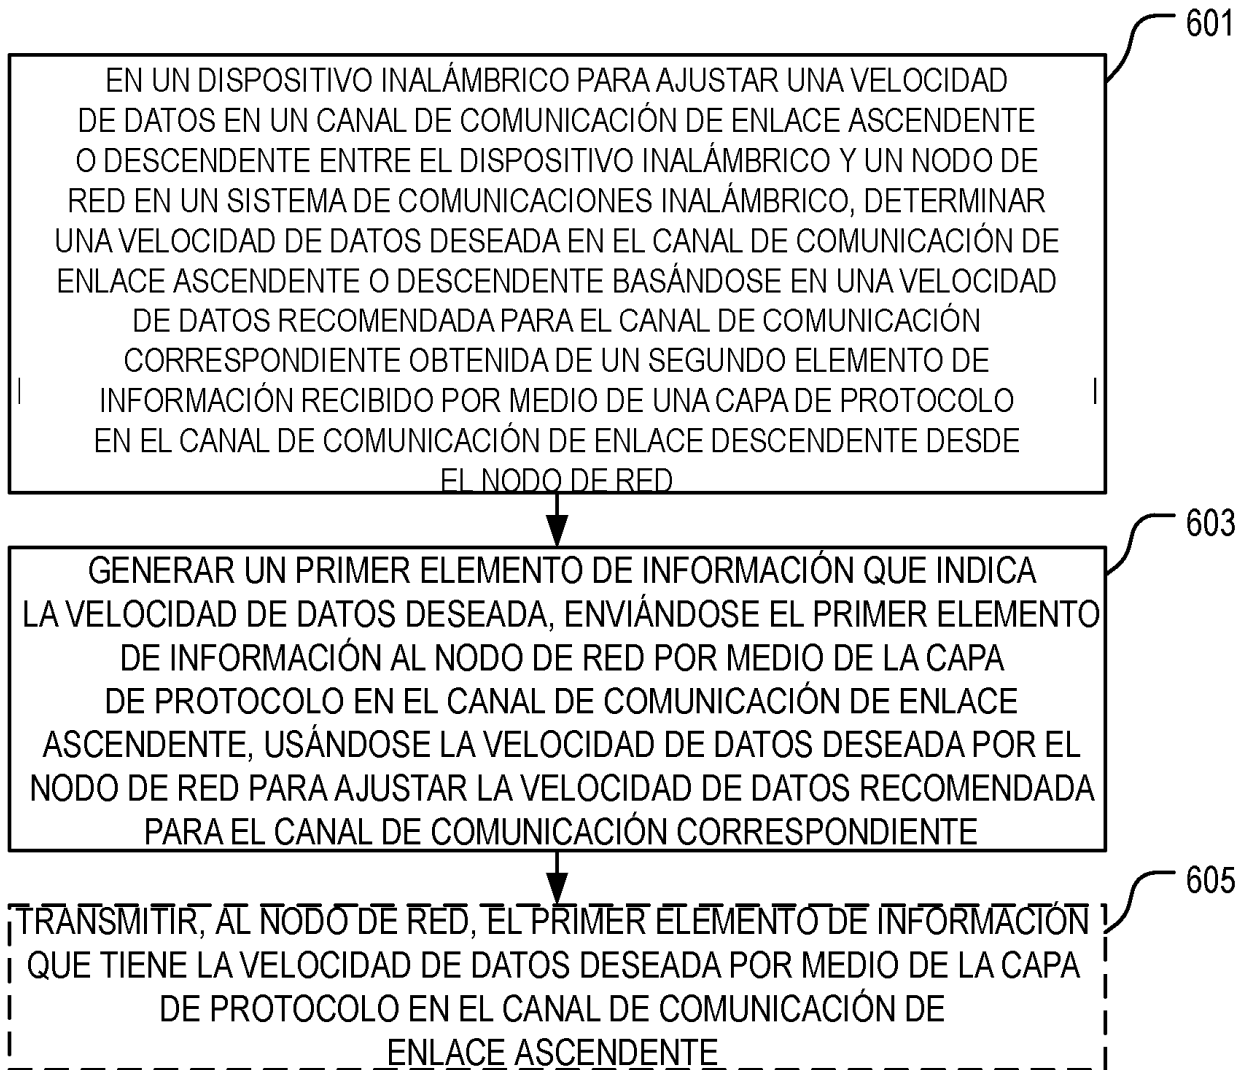 601
EN UN DISPOSITIVO INALÁMBRICO PARA AJUSTAR UNA VELOCIDAD
DE DATOS EN UN CANAL DE COMUNICACIÓN DE ENLACE ASCENDENTE
O DESCENDENTE ENTRE EL DISPOSITIVO INALÁMBRICO Y UN NODO DE
RED EN UN SISTEMA DE COMUNICACIONES INALÁMBRICO, DETERMINAR
UNA VELOCIDAD DE DATOS DESEADA EN EL CANAL DE COMUNICACIÓN DE
ENLACE ASCENDENTE O DESCENDENTE BASÁNDOSE EN UNA VELOCIDAD
DE DATOS RECOMENDADA PARA EL CANAL DE COMUNICACIÓN
CORRESPONDIENTE OBTENIDA DE UN SEGUNDO ELEMENTO DE
INFORMACIÓN RECIBIDO POR MEDIO DE UNA CAPA DE PROTOCOLO
EN EL CANAL DE COMUNICACIÓN DE ENLACE DESCENDENTE DESDE
EL NODO DE RED
603
GENERAR UN PRIMER ELEMENTO DE INFORMACIÓN QUE INDICA
LA VELOCIDAD DE DATOS DESEADA, ENVIÁNDOSE EL PRIMER ELEMENTO
DE INFORMACIÓN AL NODO DE RED POR MEDIO DE LA CAPA
DE PROTOCOLO EN EL CANAL DE COMUNICACIÓN DE ENLACE
ASCENDENTE, USÁNDOSE LA VELOCIDAD DE DATOS DESEADA POR EL
NODO DE RED PARA AJUSTAR LA VELOCIDAD DE DATOS RECOMENDADA
PARA EL CANAL DE COMUNICACIÓN CORRESPONDIENTE
605
TRANSMITIR, AL NODO DE RED, EL PRIMER ELEMENTO DE INFORMACIÓN
QUE TIENE LA VELOCIDAD DE DATOS DESEADA POR MEDIO DE LA CAPA
DE PROTOCOLO EN EL CANAL DE COMUNICACIÓN DE
ENLACE ASCENDENTE